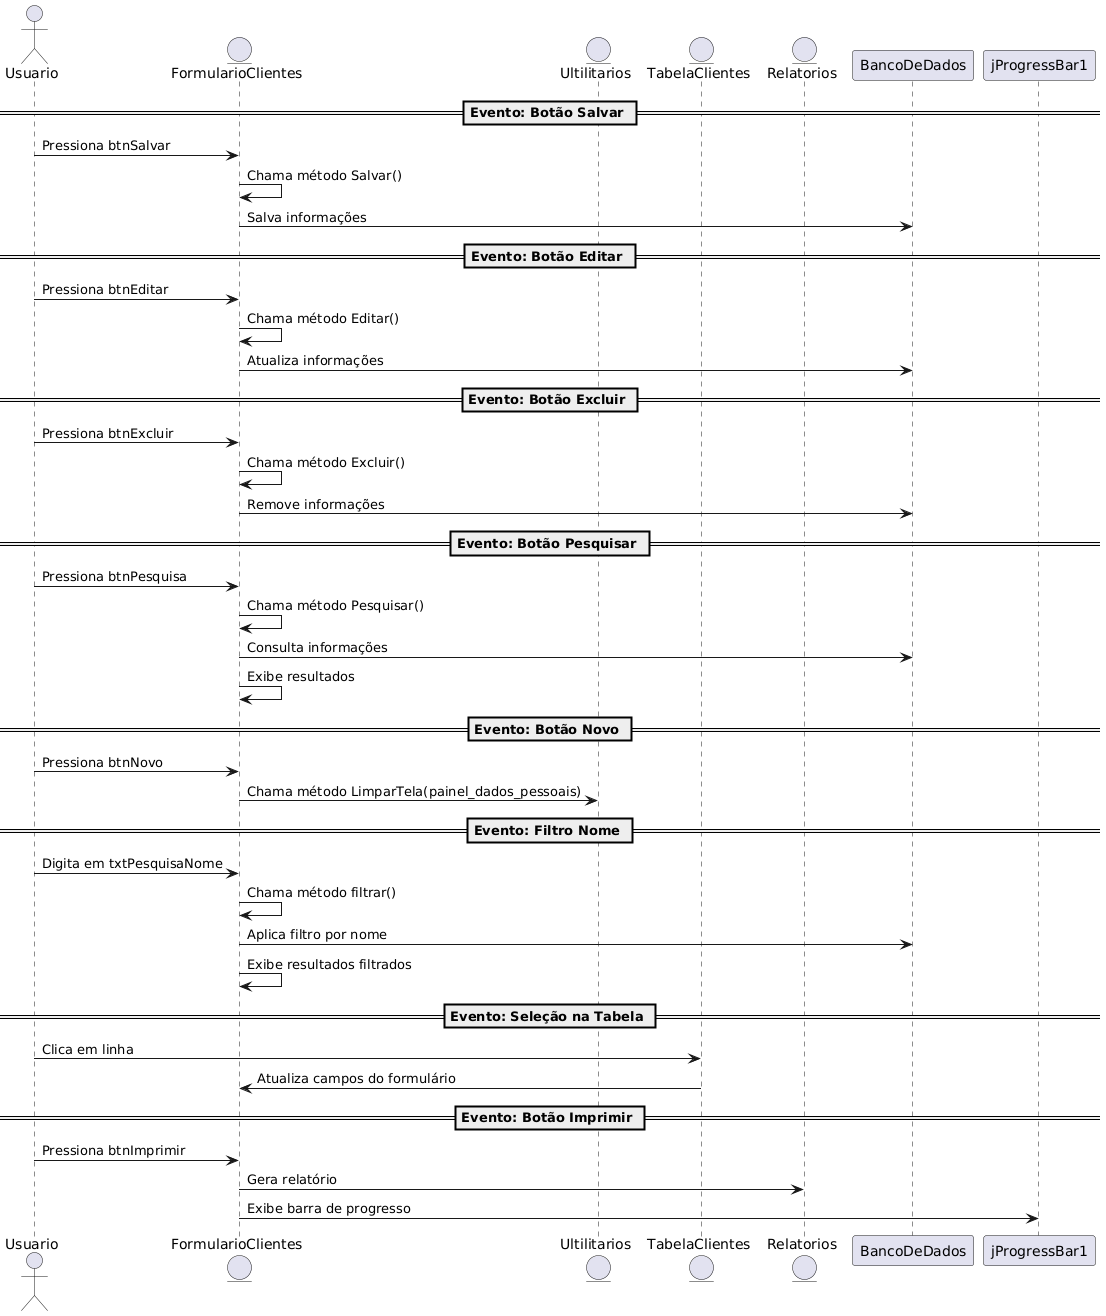 Usuario
FormularioClientes
Ultilitarios
TabelaClientes
Relatorios
BancoDeDados
jProgressBar1
Evento: Botão Salvar
Pressiona btnSalvar
Chama método Salvar()
Salva informações
Evento: Botão Editar
Pressiona btnEditar
Chama método Editar()
Atualiza informações
Evento: Botão Excluir
Pressiona btnExcluir
Chama método Excluir()
Remove informações
Evento: Botão Pesquisar
Pressiona btnPesquisa
Chama método Pesquisar()
Consulta informações
Exibe resultados
Evento: Botão Novo
Pressiona btnNovo
Chama método LimparTela(painel_dados_pessoais)
Evento: Filtro Nome
Digita em txtPesquisaNome
Chama método filtrar()
Aplica filtro por nome
Exibe resultados filtrados
Evento: Seleção na Tabela
Clica em linha
Atualiza campos do formulário
Evento: Botão Imprimir
Pressiona btnImprimir
Gera relatório
Exibe barra de progresso
Usuario
FormularioClientes
Ultilitarios
TabelaClientes
Relatorios
BancoDeDados
jProgressBar1